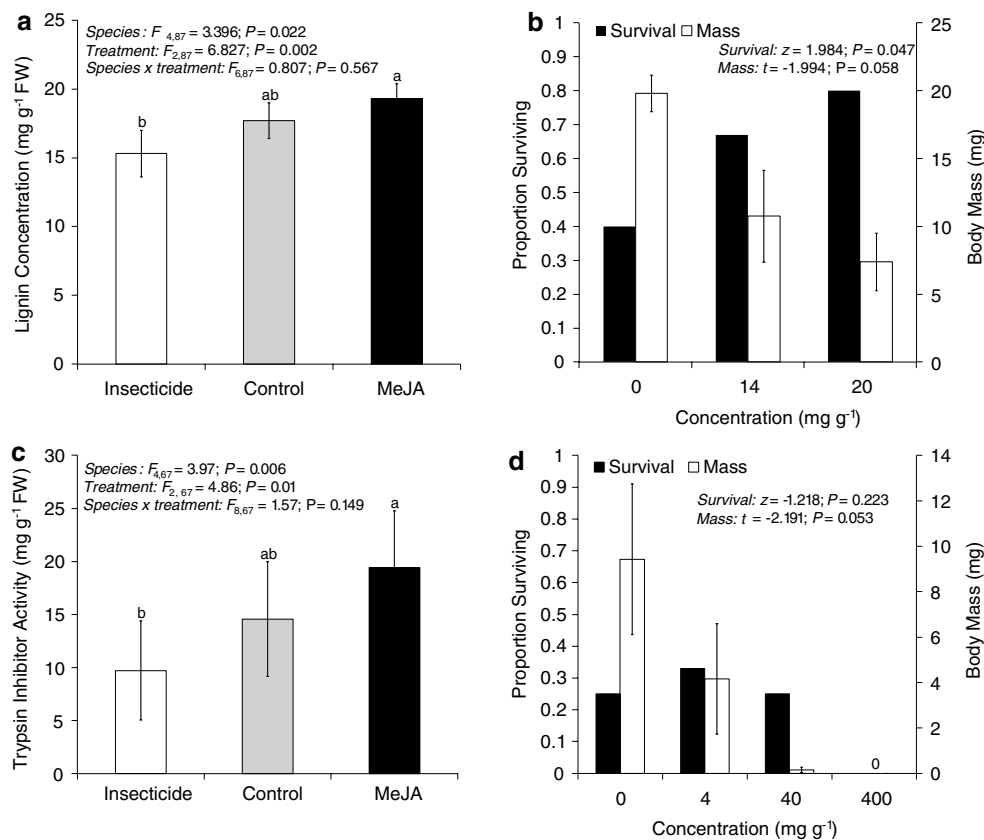 a
Species: F 4,87 = 3.396; P = 0.022
Treatment: F2,87 = 6.827; P = 0.002
Species x treatment: F6,87 = 0.807; P = 0.567
Lignin Concentration (mg g-1 FW)
25
20
15
10
5
0
b
ab
a
Insecticide Control MeJA
b
Survival Mass
Survival: z = 1.984; P = 0.047
Mass: t = -1.994; P = 0.058
Proportion Surviving
1
0.9
0.8
0.7
0.6
0.5
0.4
0.3
0.2
0.1
0
Body Mass (mg)
25
20
15
10
5
0
0 14 20
Concentration (mg g-1)
c
Species : F4,67 = 3.97; P = 0.006
Treatment: F2, 67 = 4.86; P = 0.01
Species x treatment: F8,67 = 1.57; P = 0.149
Trypsin Inhibitor Activity (mg g-1 FW)
30
25
20
15
10
5
0
b
ab
a
Insecticide Control MeJA
d
Survival Mass
Survival: z = -1.218; P = 0.223
Mass: t = -2.191; P = 0.053
Proportion Surviving
1
0.9
0.8
0.7
0.6
0.5
0.4
0.3
0.2
0.1
0
Body Mass (mg)
14
12
10
8
6
4
2
0
0
0 4 40 400
Concentration (mg g-1)